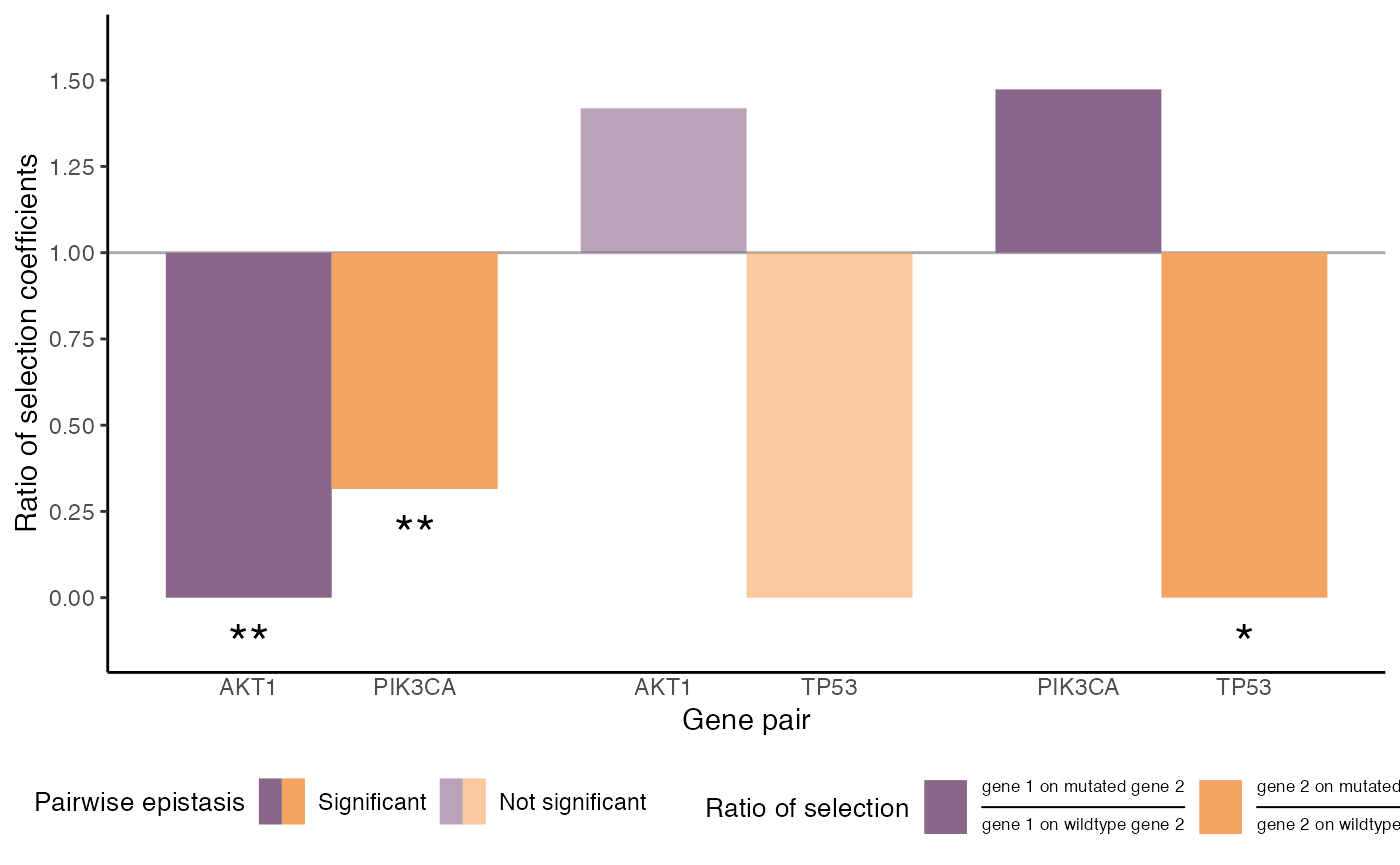 Ratio of selection coefficients
1.50
1.25
1.00
0.75
0.50
0.25
0.00
**
**
*
AKT1 PIK3CA AKT1 TP53 PIK3CA TP53
Gene pair
Pairwise epistasis Significant Not significant
Ratio of selection
gene 1 on mutated gene 2
gene 1 on wildtype gene 2
gene 2 on mutated
gene 2 on wildtype